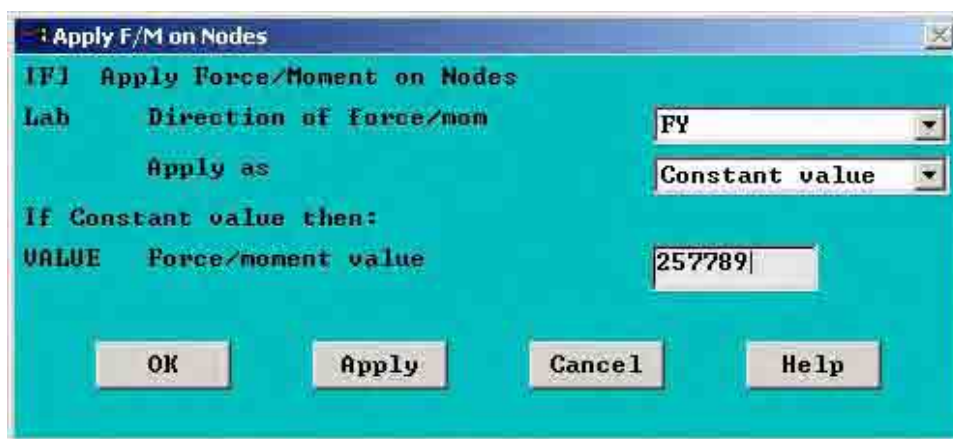 Apply F/M on Nodes
[F] Apply Force/Moment on Nodes
Lab Direction of force/mom FY
Apply as Constant value
If Constant value then:
VALUE Force/moment value 257789
OK Apply Cancel Help